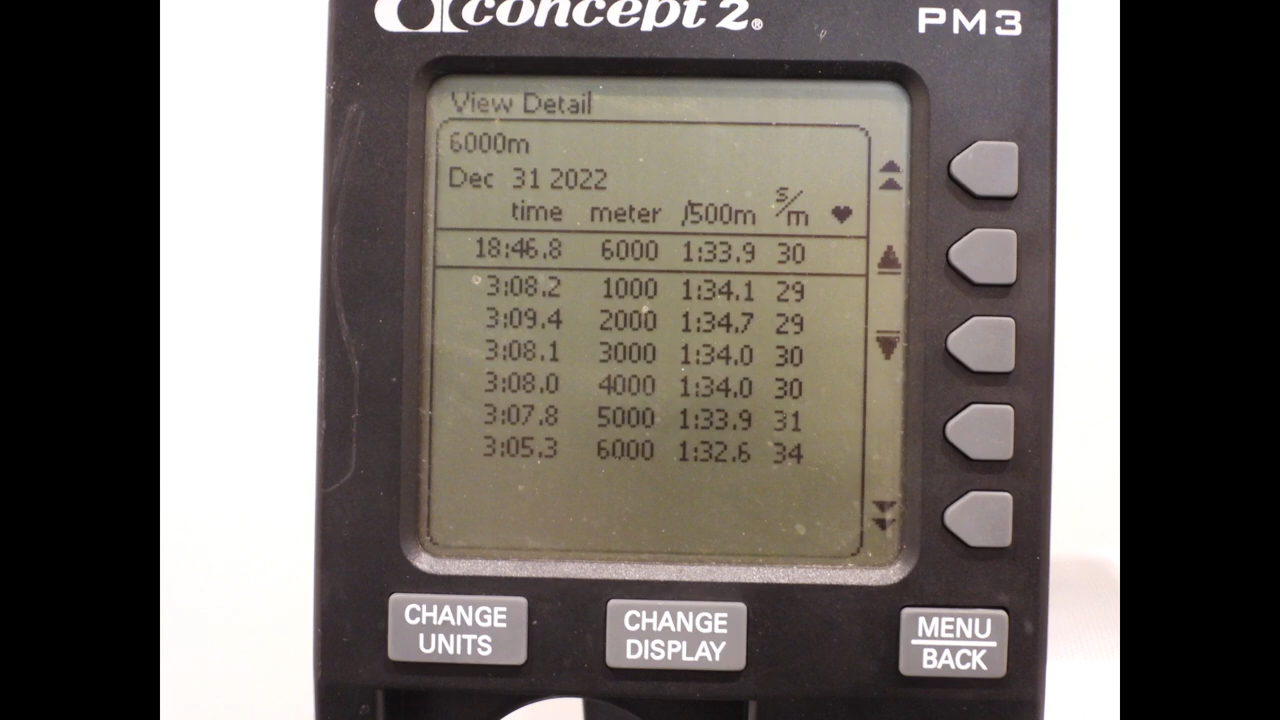 concept 2®
PM3
View Detail
6000m
Dec 31 2022
time meter /500m s/m ♥
18:46.8 6000 1:33.9 30
3:08.2 1000 1:34.1 29
3:09.4 2000 1:34.7 29
3:08.1 3000 1:34.0 30
3:08.0 4000 1:34.0 30
3:07.8 5000 1:33.9 31
3:05.3 6000 1:32.6 34
CHANGE
UNITS
CHANGE
DISPLAY
MENU
BACK